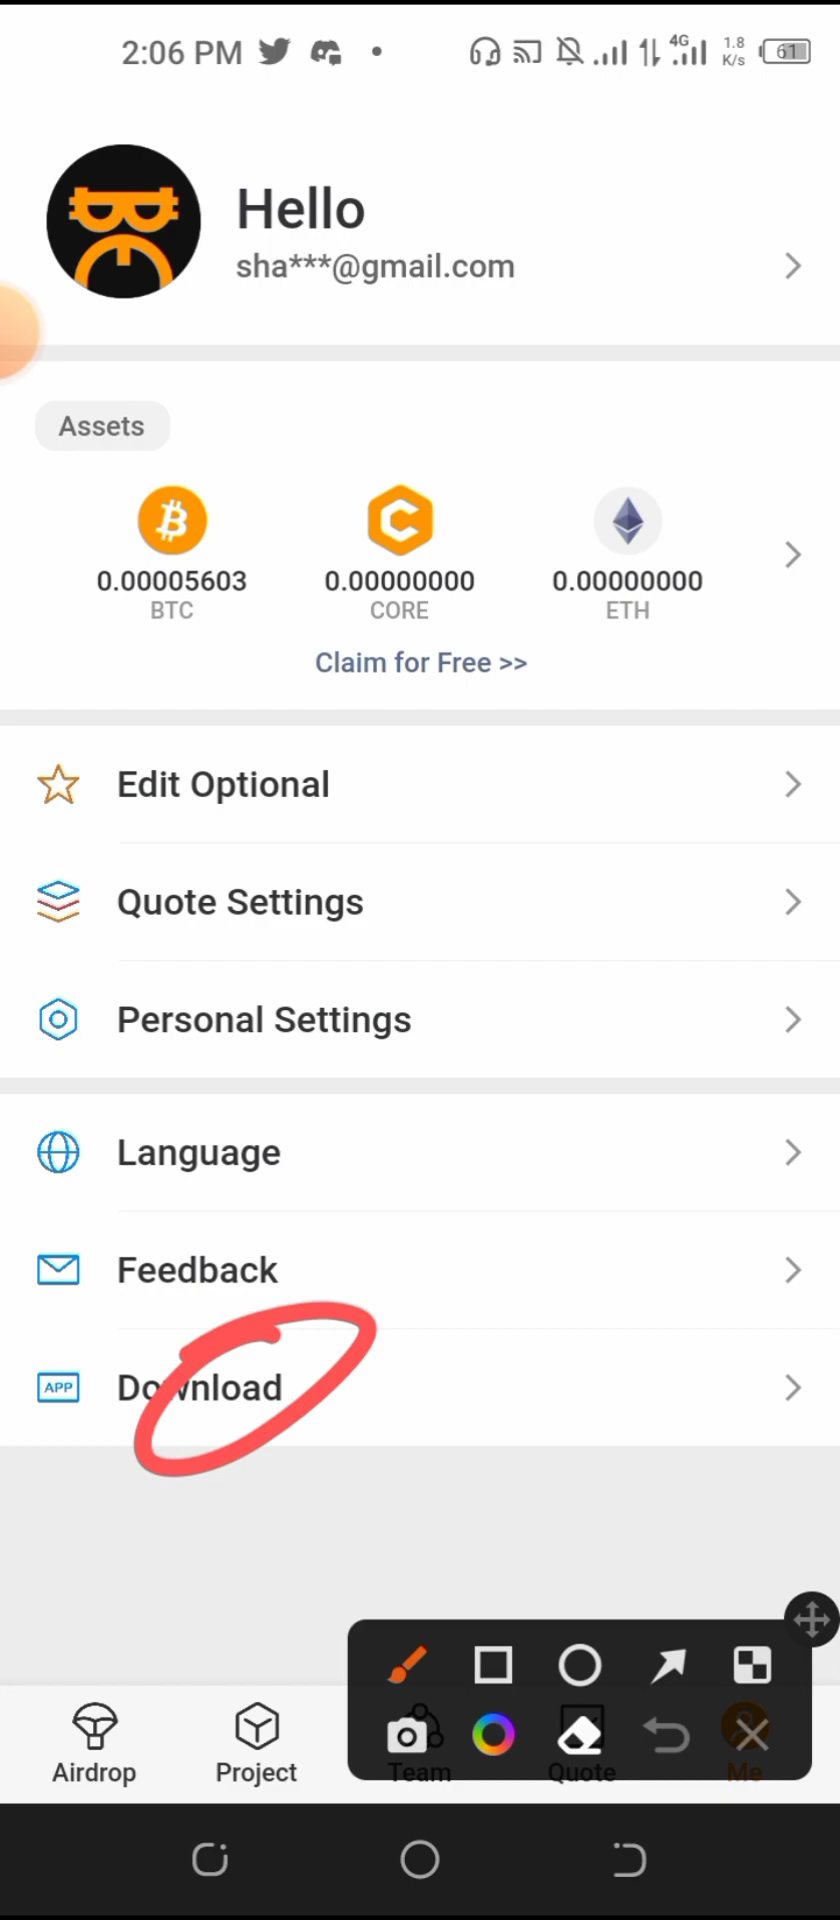 2:06 PM
4G
1.8
K/s
61
Hello
sha***@gmail.com
Assets
0.00005603
0.00000000
0.00000000
BTC
CORE
ETH
Claim for Free >>
Edit Optional
Quote Settings
Personal Settings
Language
Feedback
APP
Download
Airdrop
Project
Team
Quote
Me